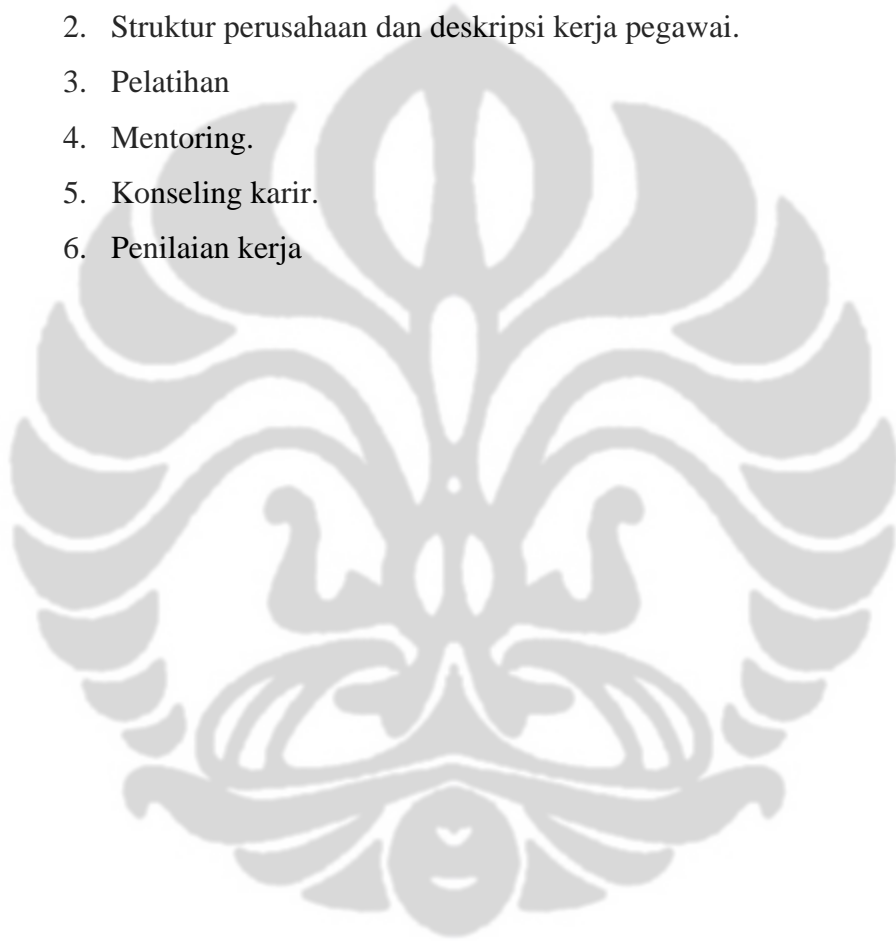 2. Struktur perusahaan dan deskripsi kerja pegawai.
3. Pelatihan
4. Mentoring.
5. Konseling karir.
6. Penilaian kerja